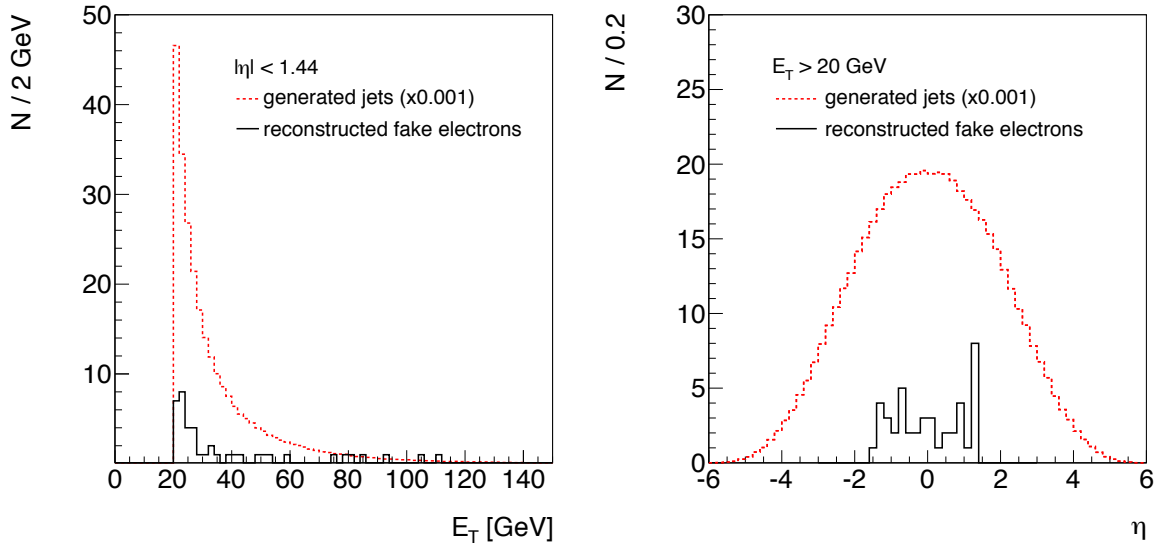 N / 2 GeV
50
40
30
20
10
0
|η| < 1.44
generated jets (x0.001)
reconstructed fake electrons
0 20 40 60 80 100 120 140
E_T [GeV]
N / 0.2
30
25
20
15
10
5
0
E_T > 20 GeV
generated jets (x0.001)
reconstructed fake electrons
-6 -4 -2 0 2 4 6
η